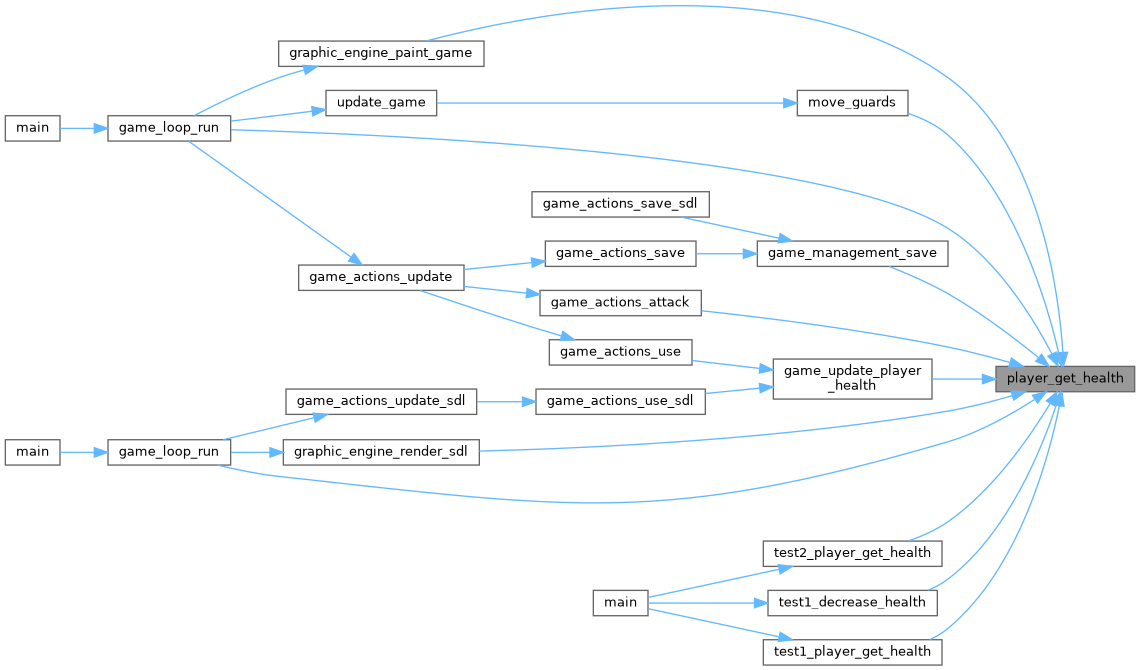 graphic_engine_paint_game
update_game
move_guards
main
game_loop_run
game_actions_save_sdl
game_actions_save
game_management_save
game_actions_update
game_actions_attack
game_actions_use
game_update_player
_health
player_get_health
game_actions_update_sdl
game_actions_use_sdl
main
game_loop_run
graphic_engine_render_sdl
test2_player_get_health
main
test1_decrease_health
test1_player_get_health